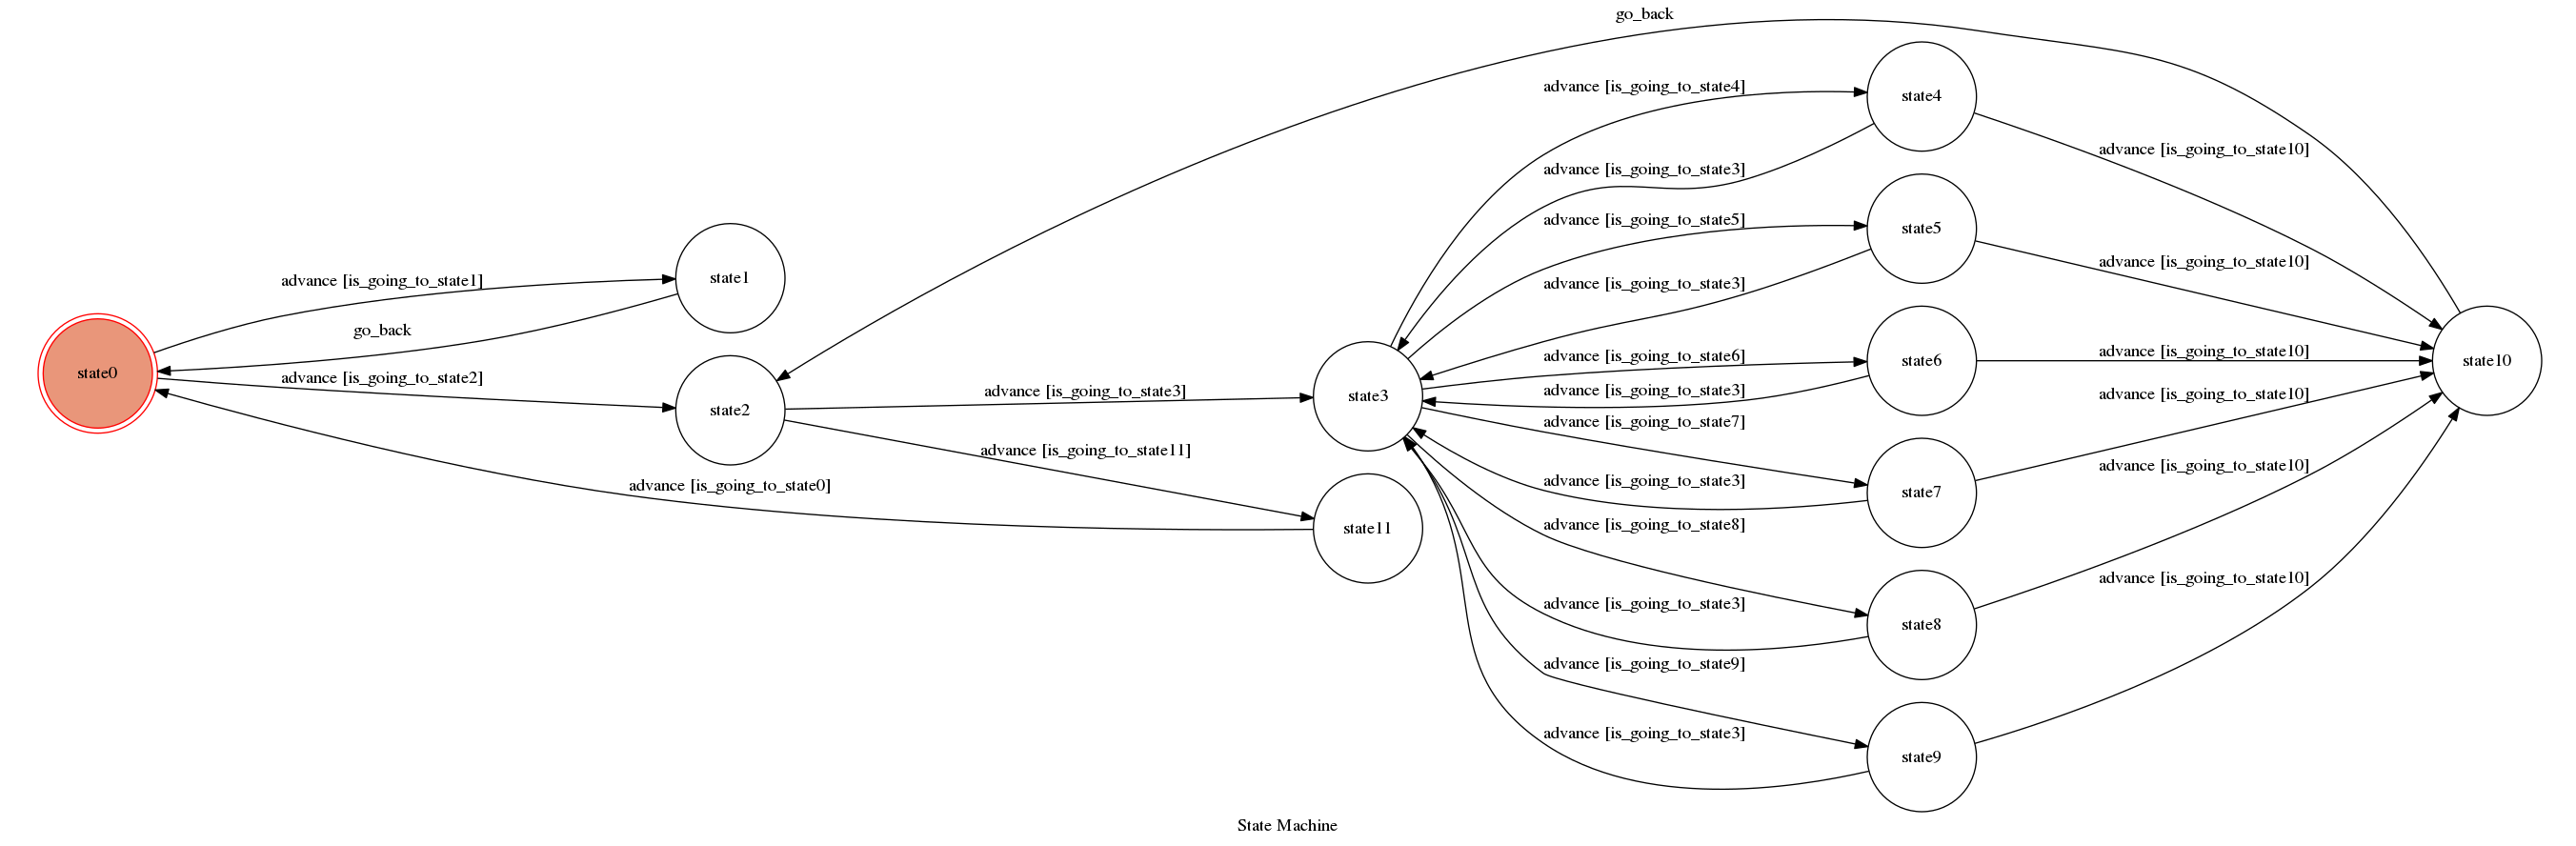 go_back
advance [is_going_to_state4]
state4
advance [is_going_to_state10]
advance [is_going_to_state3]
advance [is_going_to_state5]
state5
advance [is_going_to_state10]
state1
advance [is_going_to_state1]
advance [is_going_to_state3]
go_back
advance [is_going_to_state6]
state6
advance [is_going_to_state10]
state10
state0
advance [is_going_to_state2]
state2
advance [is_going_to_state3]
state3
advance [is_going_to_state3]
advance [is_going_to_state10]
advance [is_going_to_state7]
advance [is_going_to_state11]
advance [is_going_to_state10]
advance [is_going_to_state0]
advance [is_going_to_state3]
state7
state11
advance [is_going_to_state8]
advance [is_going_to_state10]
advance [is_going_to_state3]
state8
advance [is_going_to_state9]
advance [is_going_to_state3]
state9
State Machine